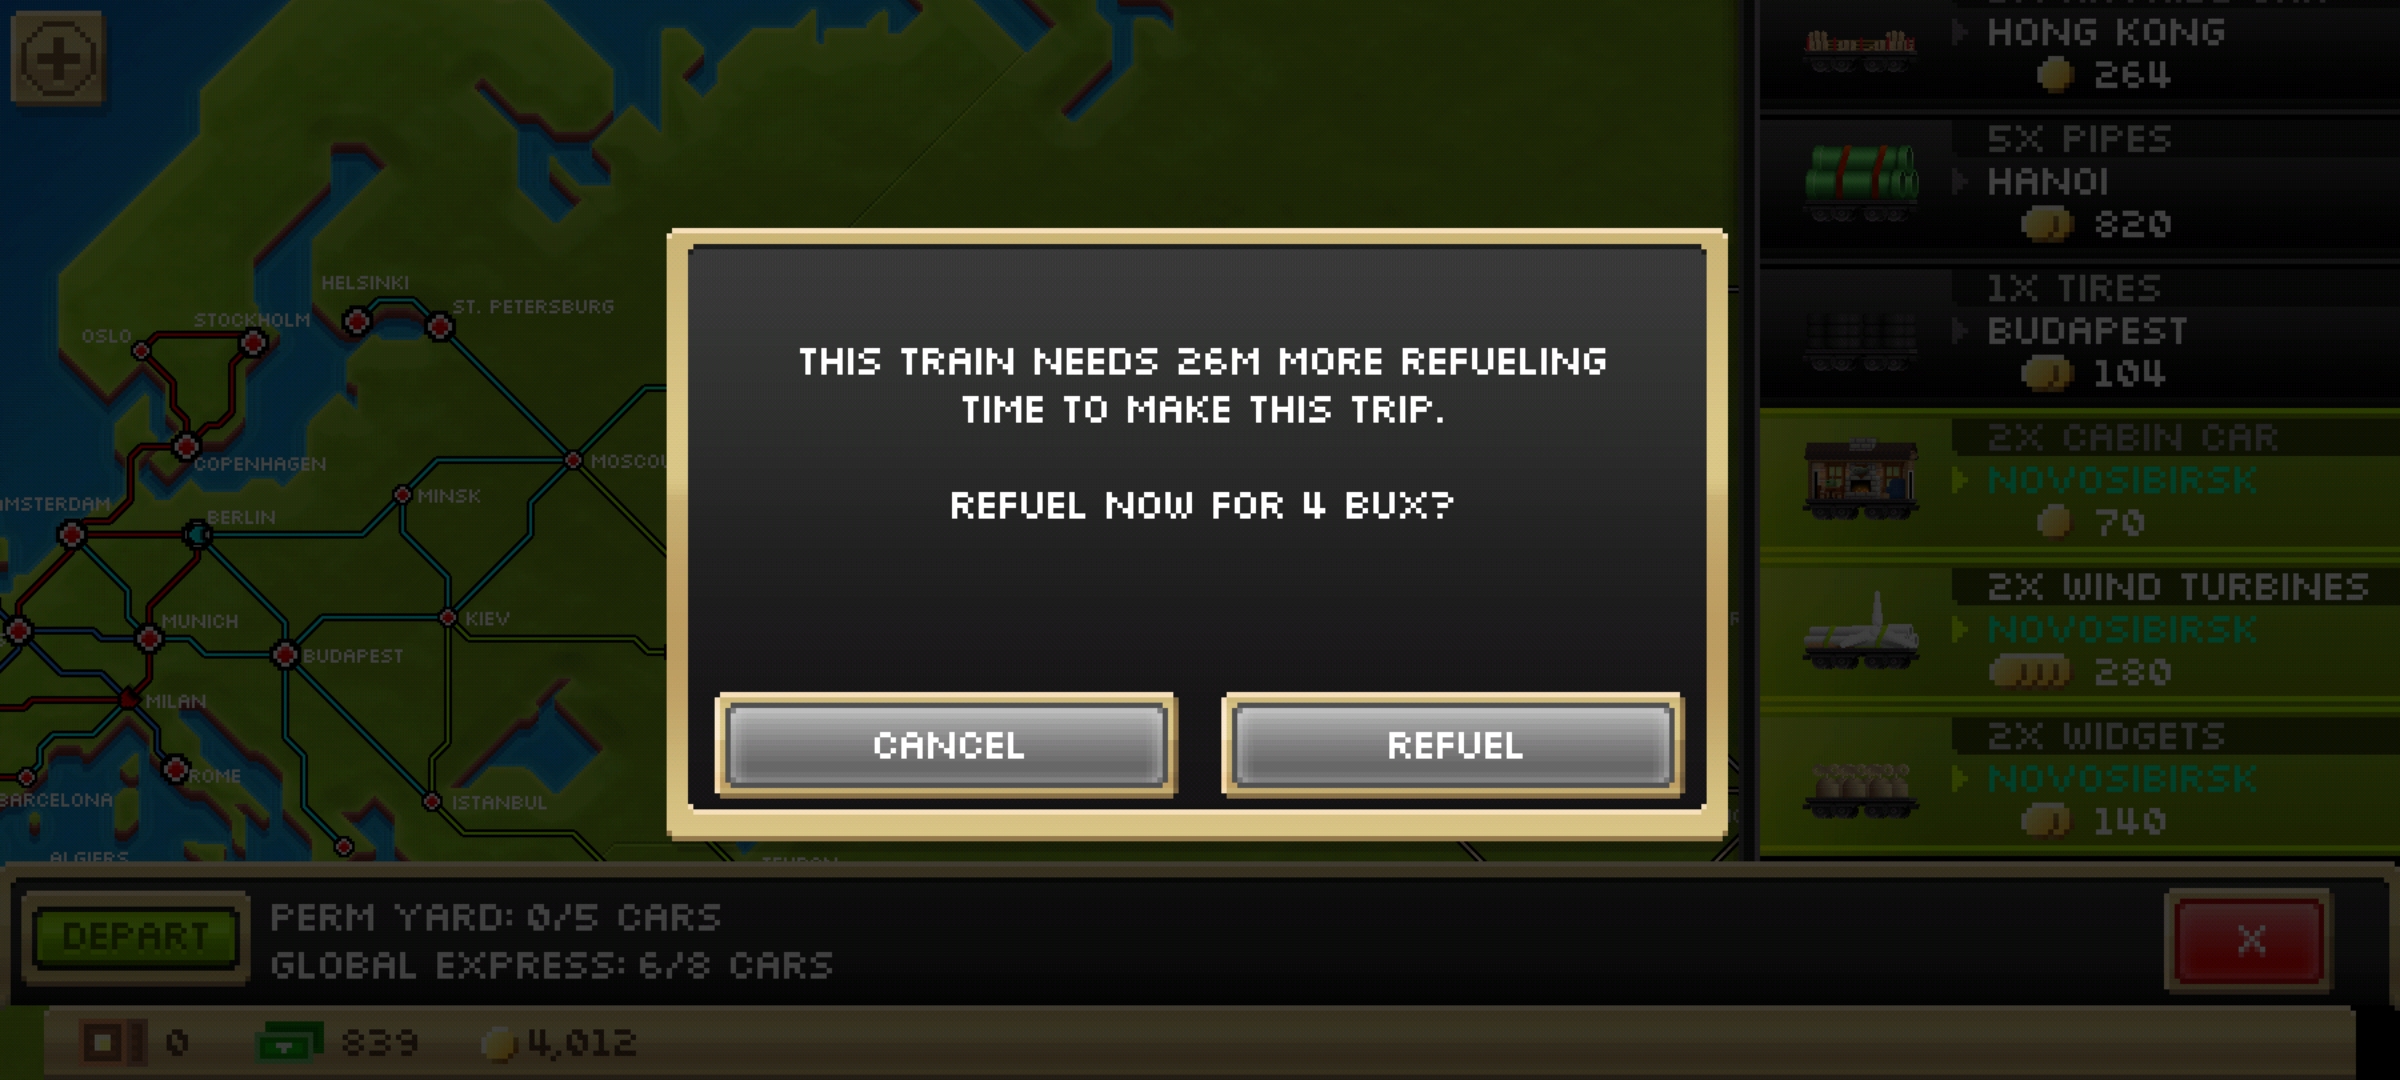 HONG KONG
264
5X PIPES
HANOI
820
1X TIRES
BUDAPEST
104
2X CABIN CAR
NOVOSIBIRSK
70
2X WIND TURBINES
NOVOSIBIRSK
280
2X WIDGETS
NOVOSIBIRSK
140
HELSINKI
ST. PETERSBURG
STOCKHOLM
OSLO
COPENHAGEN
MOSCOW
MINSK
AMSTERDAM
BERLIN
MUNICH
KIEV
BUDAPEST
MILAN
ROME
BARCELONA
ISTANBUL
ALGIERS
THIS TRAIN NEEDS 26M MORE REFUELING
TIME TO MAKE THIS TRIP.
REFUEL NOW FOR 4 BUX?
CANCEL
REFUEL
DEPART
PERM YARD: 0/5 CARS
GLOBAL EXPRESS: 6/8 CARS
X
0
839
4,012